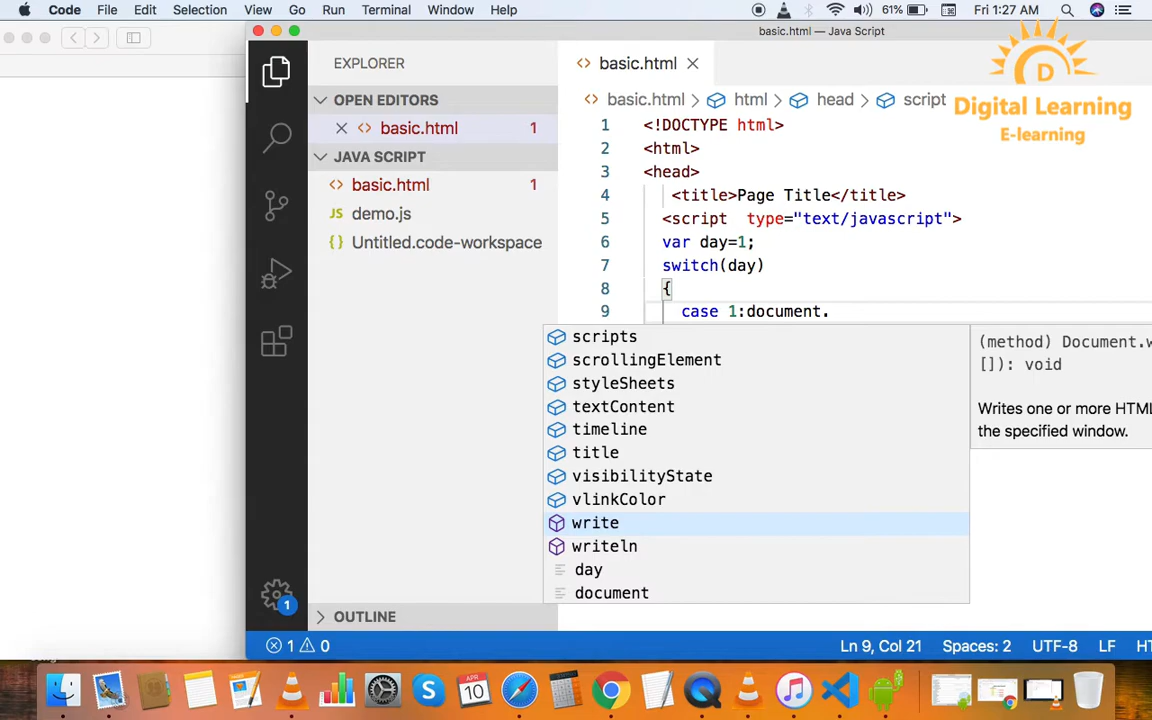 Code File Edit Selection View Go Run Terminal Window Help 61% Fri 1:27 AM
basic.html — Java Script
EXPLORER
OPEN EDITORS
basic.html 1
JAVA SCRIPT
basic.html 1
JS demo.js
{} Untitled.code-workspace
OUTLINE
basic.html
basic.html > html > head > script
1 <!DOCTYPE html>
2 <html>
3 <head>
4 <title>Page Title</title>
5 <script type="text/javascript">
6 var day=1;
7 switch(day)
8 {
9 case 1:document.
scripts
scrollingElement
styleSheets
textContent
timeline
title
visibilityState
vlinkColor
write
writeln
day
document
(method) Document.w
[]): void
Writes one or more HTML
the specified window.
D
Digital Learning
E-learning
1
1 0 Ln 9, Col 21 Spaces: 2 UTF-8 LF HT
APR
10